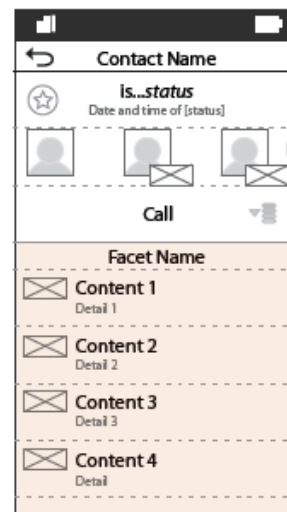 Contact Name
is...status
Date and time of [status]
Call
Facet Name
Content 1
Detail 1
Content 2
Detail 2
Content 3
Detail 3
Content 4
Detail